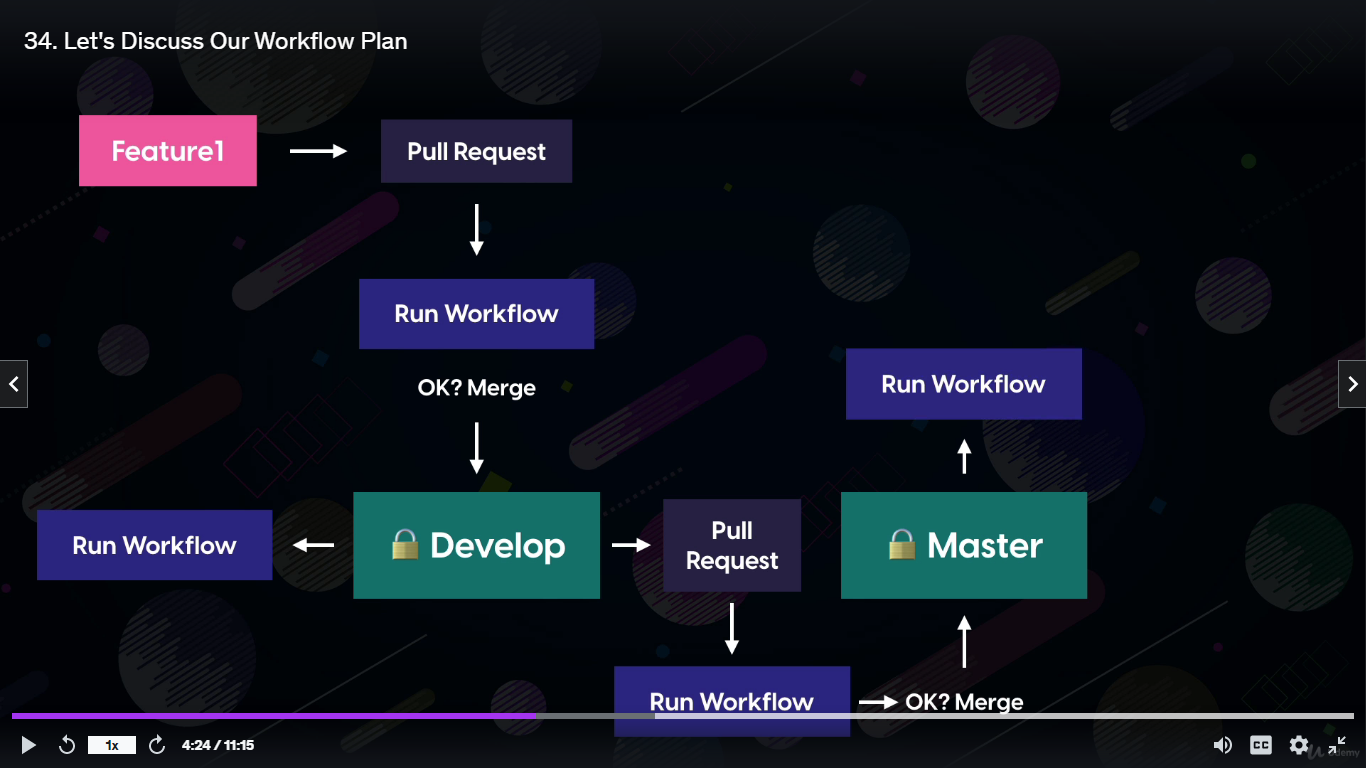 34. Let's Discuss Our Workflow Plan
Feature1
Pull Request
Run Workflow
OK? Merge
Run Workflow
Run Workflow
Develop
Pull
Request
Master
Run Workflow
OK? Merge
1x
4:24 / 11:15
CC